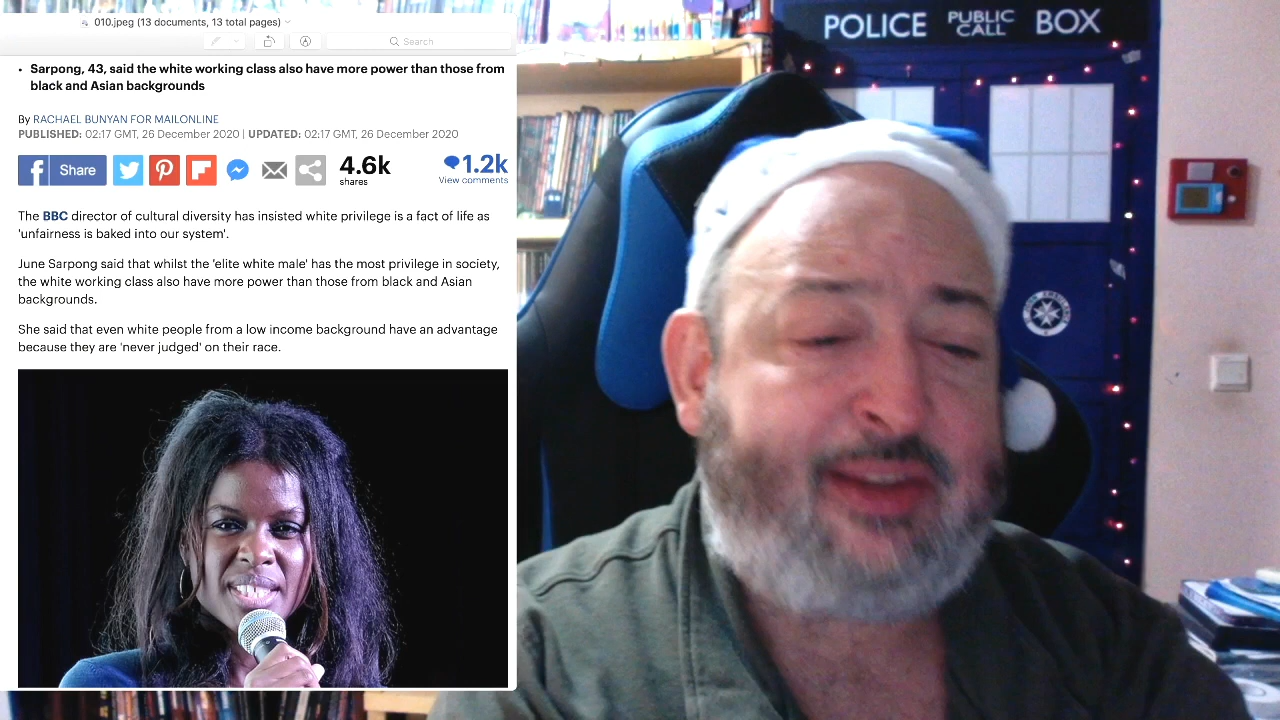 010.jpeg (13 documents, 13 total pages)
Search
• Sarpong, 43, said the white working class also have more power than those from
black and Asian backgrounds
By RACHAEL BUNYAN FOR MAILONLINE
PUBLISHED: 02:17 GMT, 26 December 2020 | UPDATED: 02:17 GMT, 26 December 2020
Share
4.6k
shares
1.2k
View comments
The BBC director of cultural diversity has insisted white privilege is a fact of life as
'unfairness is baked into our system'.
June Sarpong said that whilst the 'elite white male' has the most privilege in society,
the white working class also have more power than those from black and Asian
backgrounds.
She said that even white people from a low income background have an advantage
because they are 'never judged' on their race.
POLICE PUBLIC CALL BOX